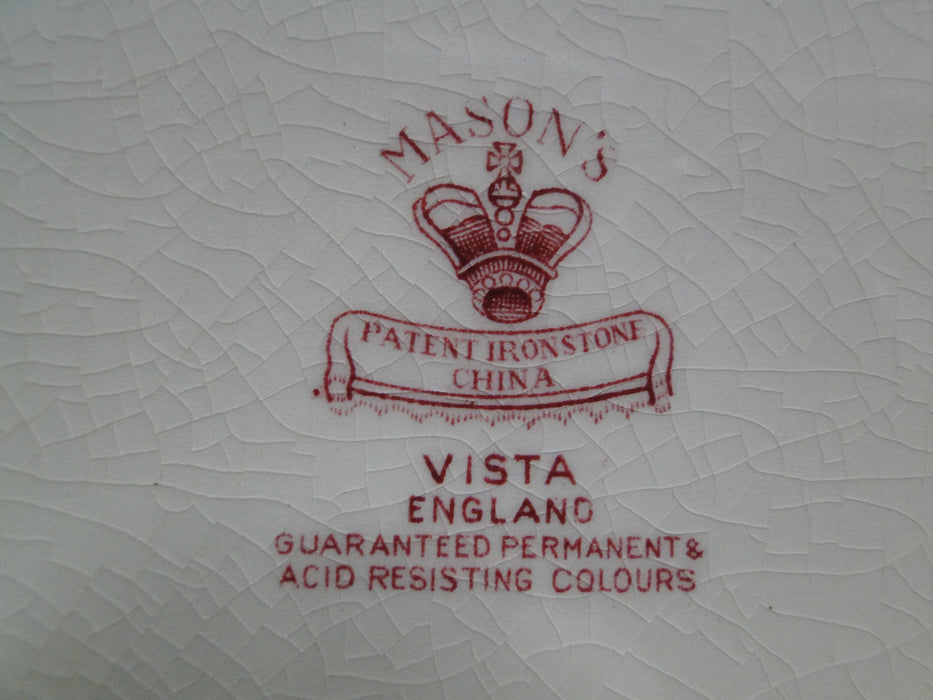 MASON'S
PATENT IRONSTONE
CHINA
VISTA
ENGLAND
GUARANTEED PERMANENT &
ACID RESISTING COLOURS